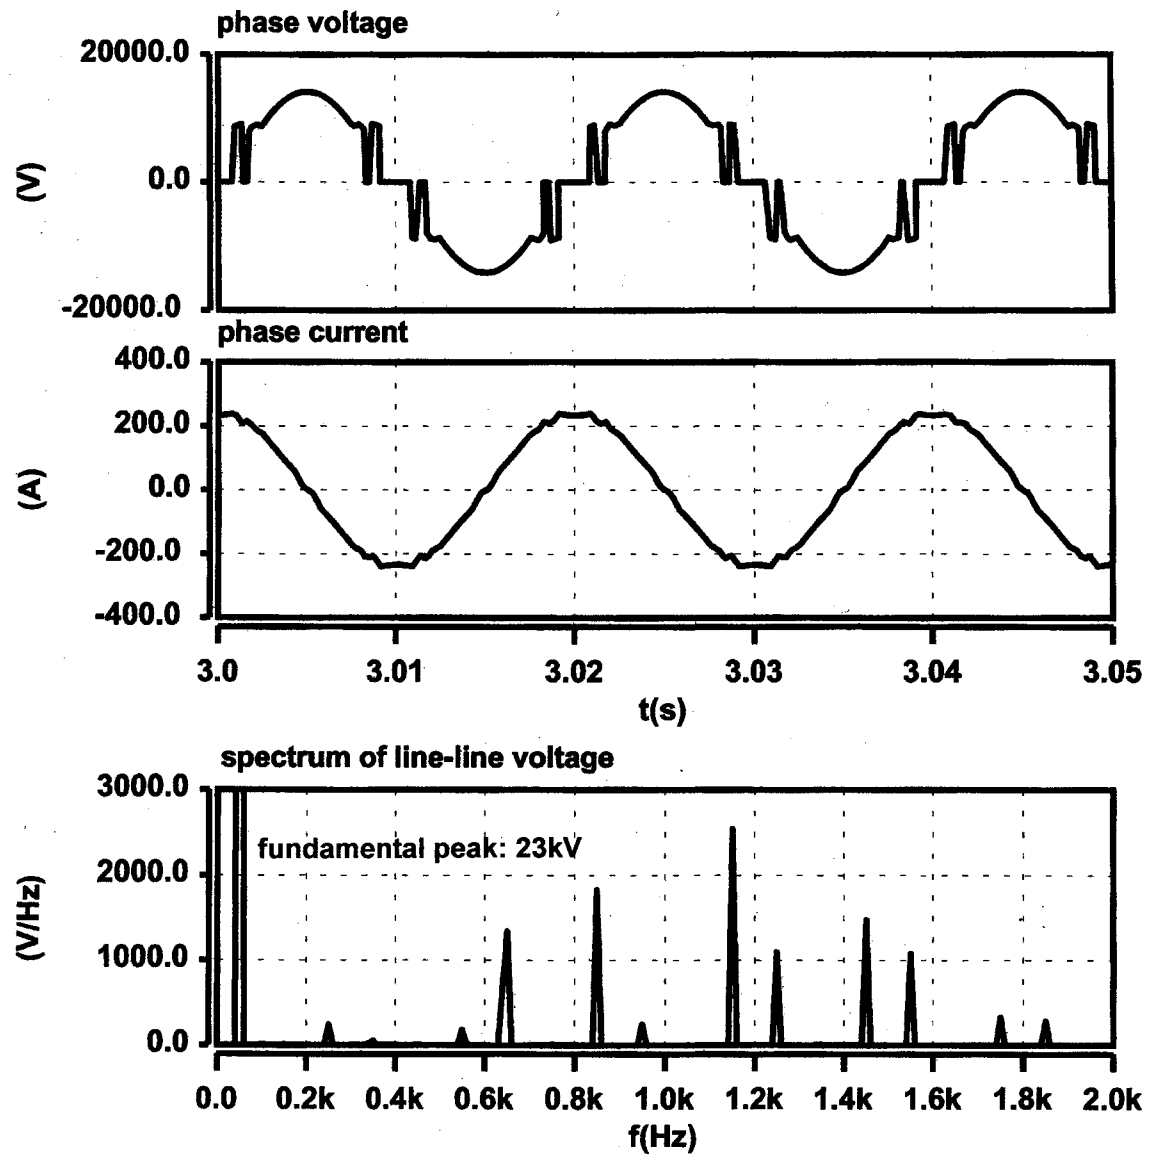 phase voltage
20000.0
(V)
0.0
-20000.0
phase current
400.0
200.0
(A)
0.0
-200.0
-400.0
3.0 3.01 3.02 3.03 3.04 3.05
t(s)
spectrum of line-line voltage
3000.0
fundamental peak: 23kV
2000.0
(V/Hz)
1000.0
0.0
0.0 0.2k 0.4k 0.6k 0.8k 1.0k 1.2k 1.4k 1.6k 1.8k 2.0k
f(Hz)